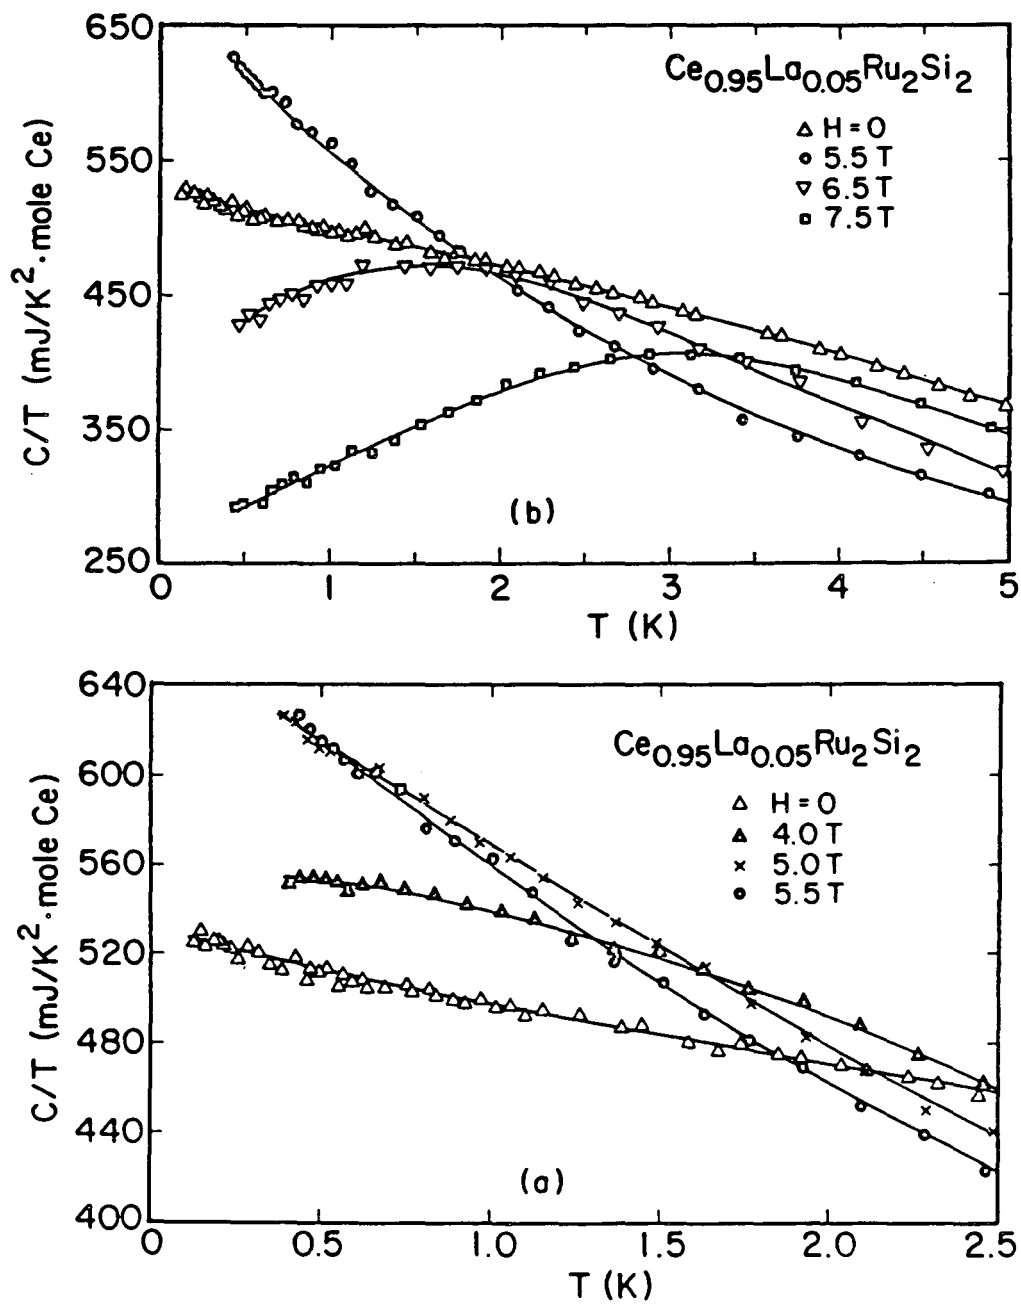 650
550
450
350
250
C/T (mJ/K²·mole Ce)
Ce0.95La0.05Ru2Si2
△ H=0
○ 5.5 T
▽ 6.5 T
□ 7.5 T
(b)
0 1 2 3 4 5
T (K)
640
600
560
520
480
440
400
C/T (mJ/K²·mole Ce)
Ce0.95La0.05Ru2Si2
△ H=0
△ 4.0 T
× 5.0 T
○ 5.5 T
(a)
0 0.5 1.0 1.5 2.0 2.5
T (K)